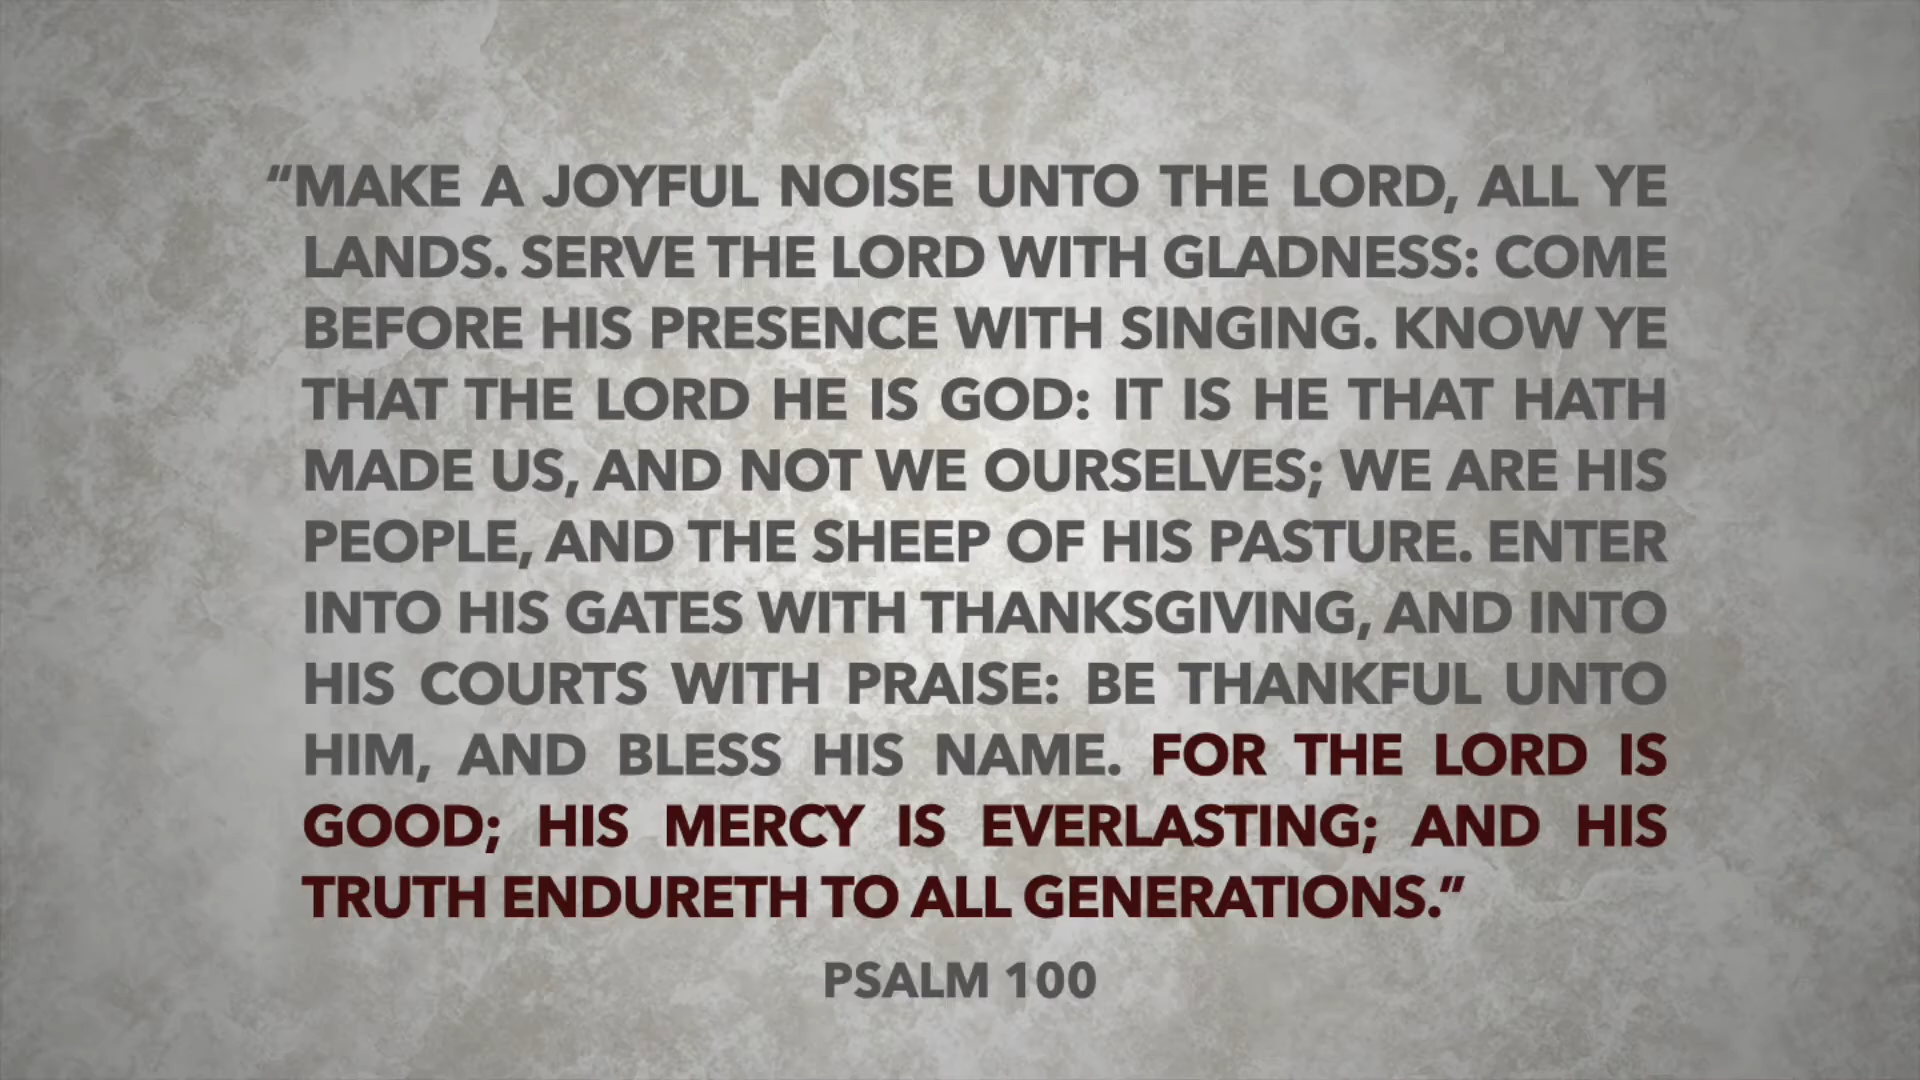 “MAKE A JOYFUL NOISE UNTO THE LORD, ALL YE
LANDS. SERVE THE LORD WITH GLADNESS: COME
BEFORE HIS PRESENCE WITH SINGING. KNOW YE
THAT THE LORD HE IS GOD: IT IS HE THAT HATH
MADE US, AND NOT WE OURSELVES; WE ARE HIS
PEOPLE, AND THE SHEEP OF HIS PASTURE. ENTER
INTO HIS GATES WITH THANKSGIVING, AND INTO
HIS COURTS WITH PRAISE: BE THANKFUL UNTO
HIM, AND BLESS HIS NAME. FOR THE LORD IS
GOOD; HIS MERCY IS EVERLASTING; AND HIS
TRUTH ENDURETH TO ALL GENERATIONS.”
PSALM 100